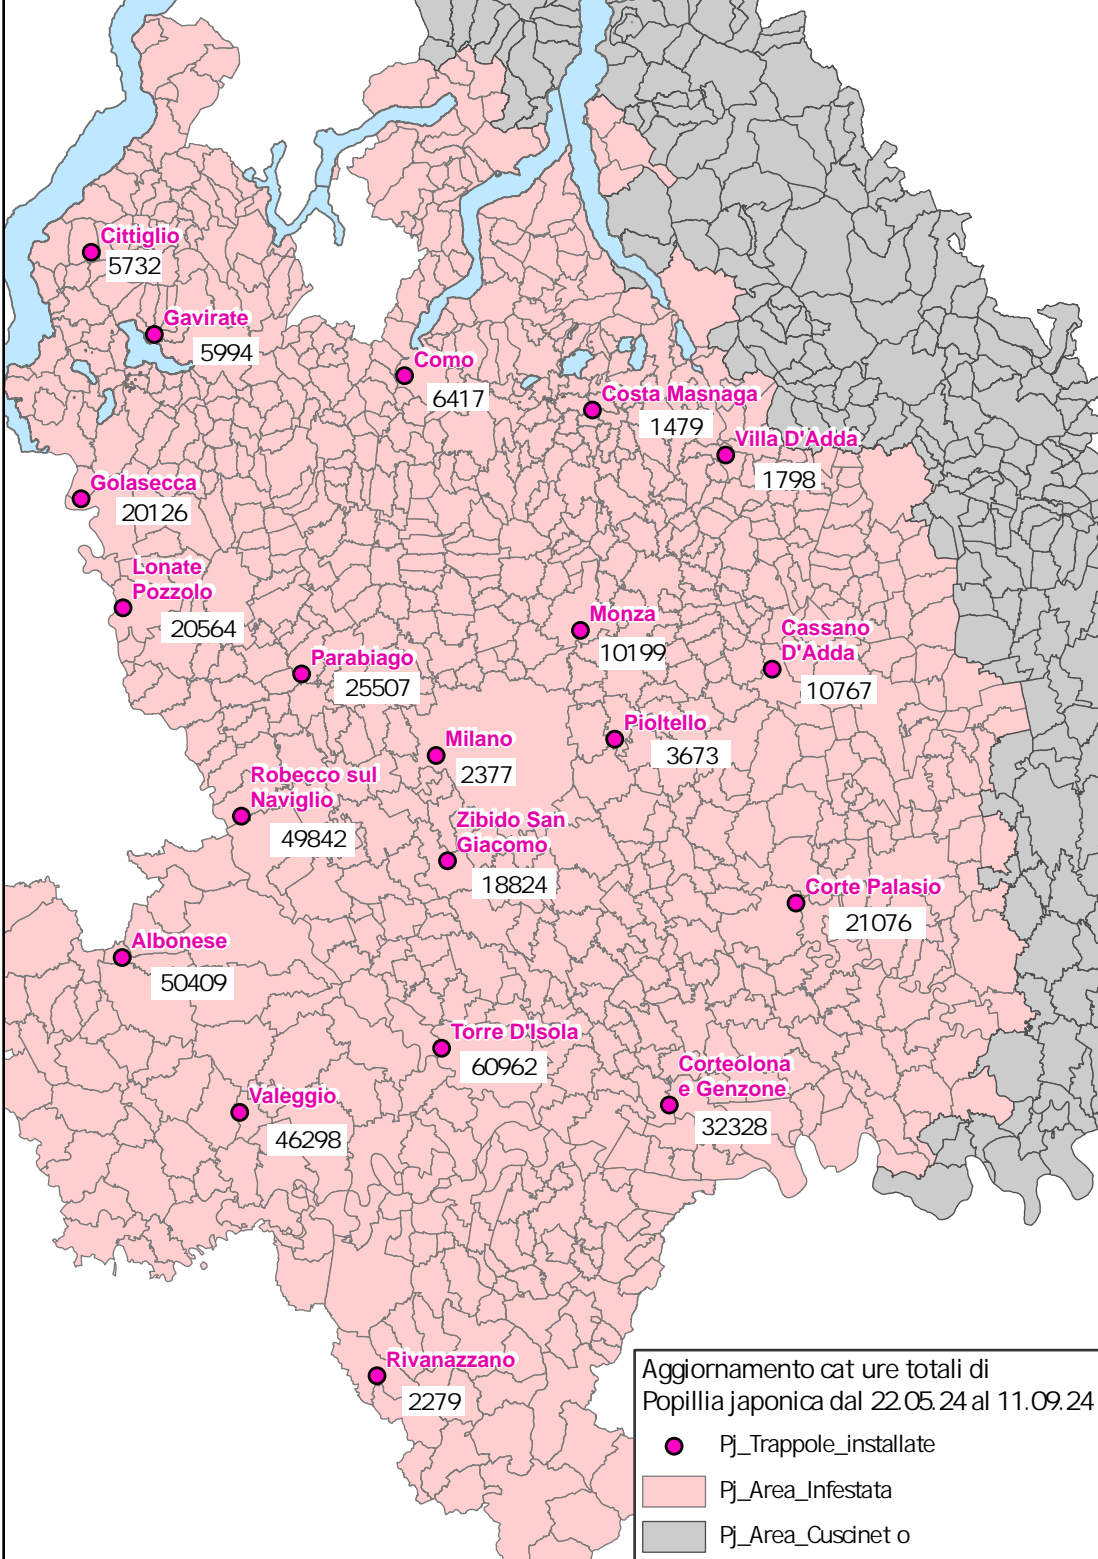 Cittiglio
5732
Gavirate
5994
Como
6417
Costa Masnaga
1479
Villa D'Adda
1798
Golasecca
20126
Lonate
Pozzolo
20564
Monza
10199
Cassano
D'Adda
10767
Parabiago
25507
Pioltello
3673
Milano
2377
Robecco sul
Naviglio
49842
Zibido San
Giacomo
18824
Corte Palasio
21076
Albonese
50409
Torre D'Isola
60962
Corteolona
e Genzone
32328
Valeggio
46298
Rivanazzano
2279
Aggiornamento cat ure totali di
Popillia japonica dal 22.05.24 al 11.09.24
Pj_Trappole_installate
Pj_Area_Infestata
Pj_Area_Cuscinet o